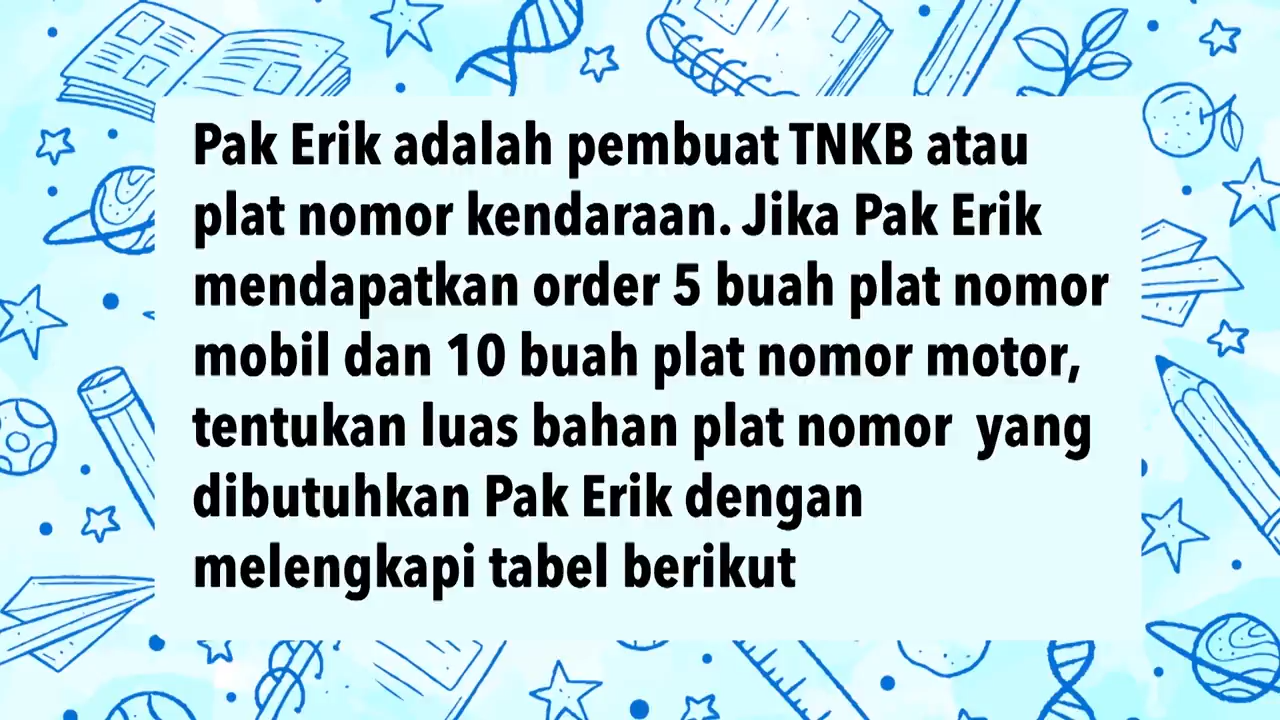 Pak Erik adalah pembuat TNKB atau
plat nomor kendaraan. Jika Pak Erik
mendapatkan order 5 buah plat nomor
mobil dan 10 buah plat nomor motor,
tentukan luas bahan plat nomor  yang
dibutuhkan Pak Erik dengan
melengkapi tabel berikut